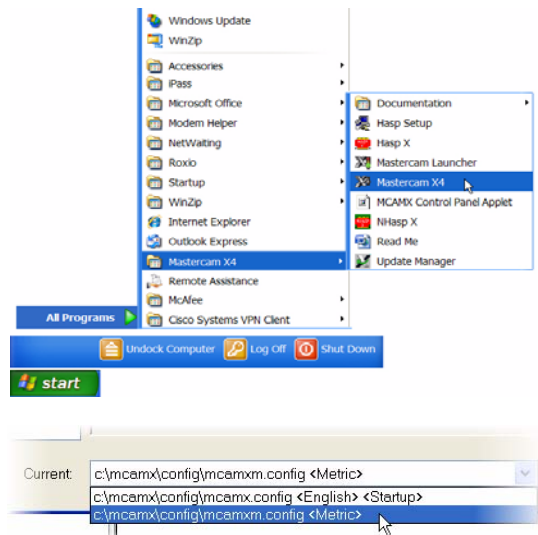 Windows Update
WinZip
Accessories
iPass
Microsoft Office
Modem Helper
NetWaiting
Roxio
Startup
WinZip
Internet Explorer
Outlook Express
Mastercam X4
Remote Assistance
McAfee
Cisco Systems VPN Client
Documentation
Hasp Setup
Hasp X
Mastercam Launcher
Mastercam X4
MCAMX Control Panel Applet
NHasp X
Read Me
Update Manager
All Programs
Undock Computer Log Off Shut Down
start
Current: c:\mcamx\config\mcamxm.config <Metric>
c:\mcamx\config\mcamx.config <English> <Startup>
c:\mcamx\config\mcamxm.config <Metric>